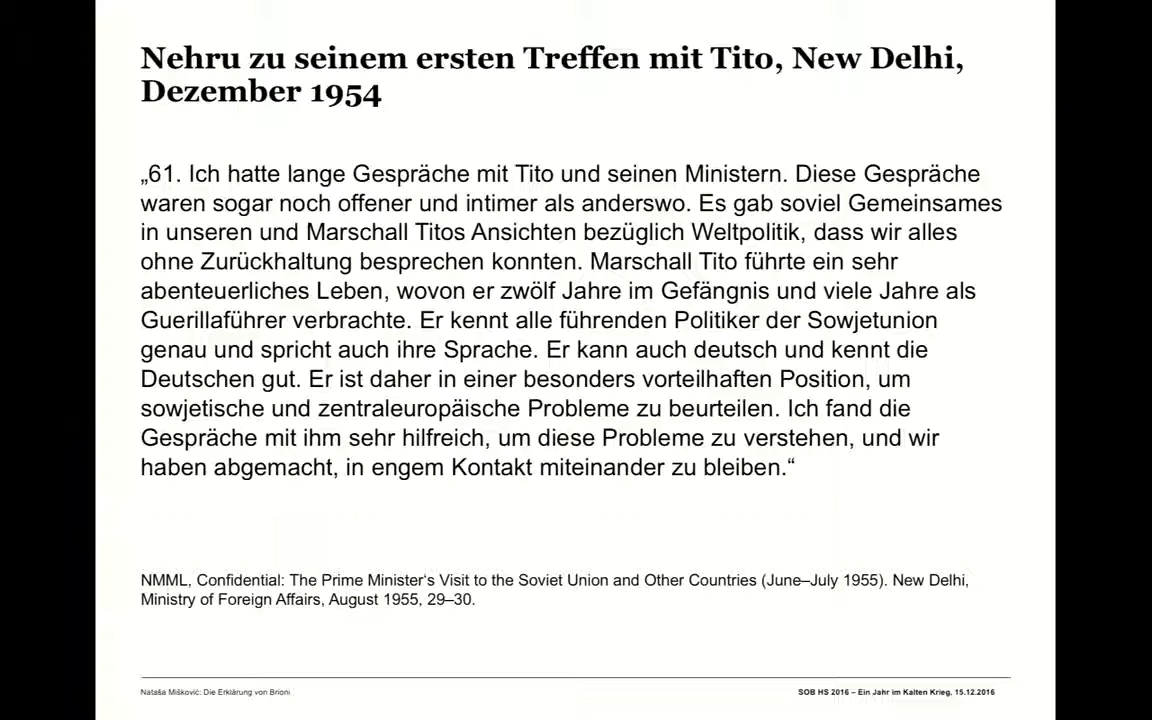 Nehru zu seinem ersten Treffen mit Tito, New Delhi,
Dezember 1954
„61. Ich hatte lange Gespräche mit Tito und seinen Ministern. Diese Gespräche
waren sogar noch offener und intimer als anderswo. Es gab soviel Gemeinsames
in unseren und Marschall Titos Ansichten bezüglich Weltpolitik, dass wir alles
ohne Zurückhaltung besprechen konnten. Marschall Tito führte ein sehr
abenteuerliches Leben, wovon er zwölf Jahre im Gefängnis und viele Jahre als
Guerillaführer verbrachte. Er kennt alle führenden Politiker der Sowjetunion
genau und spricht auch ihre Sprache. Er kann auch deutsch und kennt die
Deutschen gut. Er ist daher in einer besonders vorteilhaften Position, um
sowjetische und zentraleuropäische Probleme zu beurteilen. Ich fand die
Gespräche mit ihm sehr hilfreich, um diese Probleme zu verstehen, und wir
haben abgemacht, in engem Kontakt miteinander zu bleiben.“
NMML, Confidential: The Prime Minister‘s Visit to the Soviet Union and Other Countries (June–July 1955). New Delhi,
Ministry of Foreign Affairs, August 1955, 29–30.
Nataša Mišković: Die Erklärung von Brioni
SOB HS 2016 – Ein Jahr im Kalten Krieg, 15.12.2016